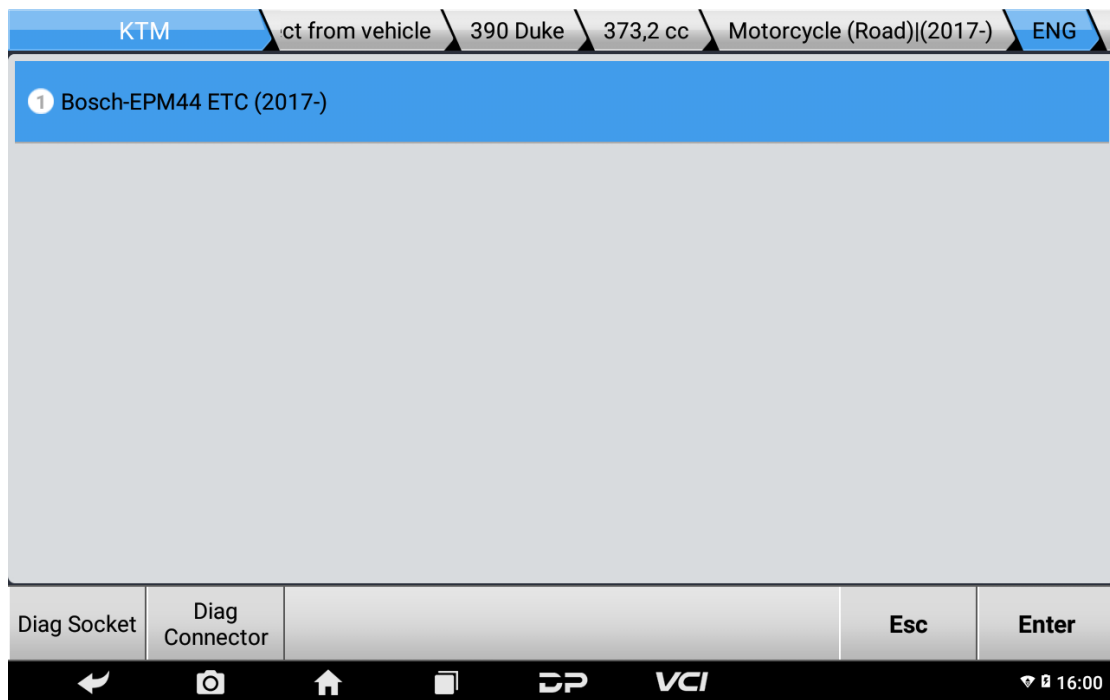 KTM
ct from vehicle
390 Duke
373,2 cc
Motorcycle (Road)|(2017-)
ENG
1 Bosch-EPM44 ETC (2017-)
Diag Socket
Diag
Connector
Esc
Enter
DP
VCI
16:00